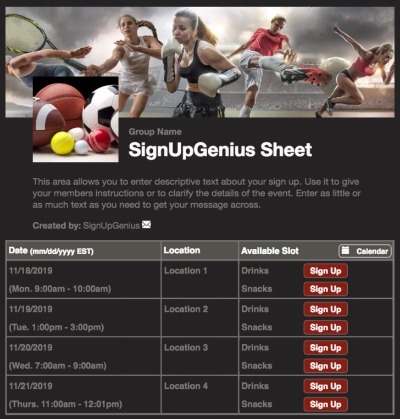 Group Name
SignUpGenius Sheet
This area allows you to enter descriptive text about your sign up. Use it to give
your members instructions or to clarify the details of the event. Enter as little or
as much text as you need to get your message across.
Created by: SignUpGenius
Date (mm/dd/yyyy EST) Location Available Slot Calendar
11/18/2019 Location 1 Drinks Sign Up
(Mon. 9:00am - 10:00am) Snacks Sign Up
11/19/2019 Location 2 Drinks Sign Up
(Tue. 1:00pm - 3:00pm) Snacks Sign Up
11/20/2019 Location 3 Drinks Sign Up
(Wed. 7:00am - 9:00am) Snacks Sign Up
11/21/2019 Location 4 Drinks Sign Up
(Thurs. 11:00am - 12:01pm) Snacks Sign Up